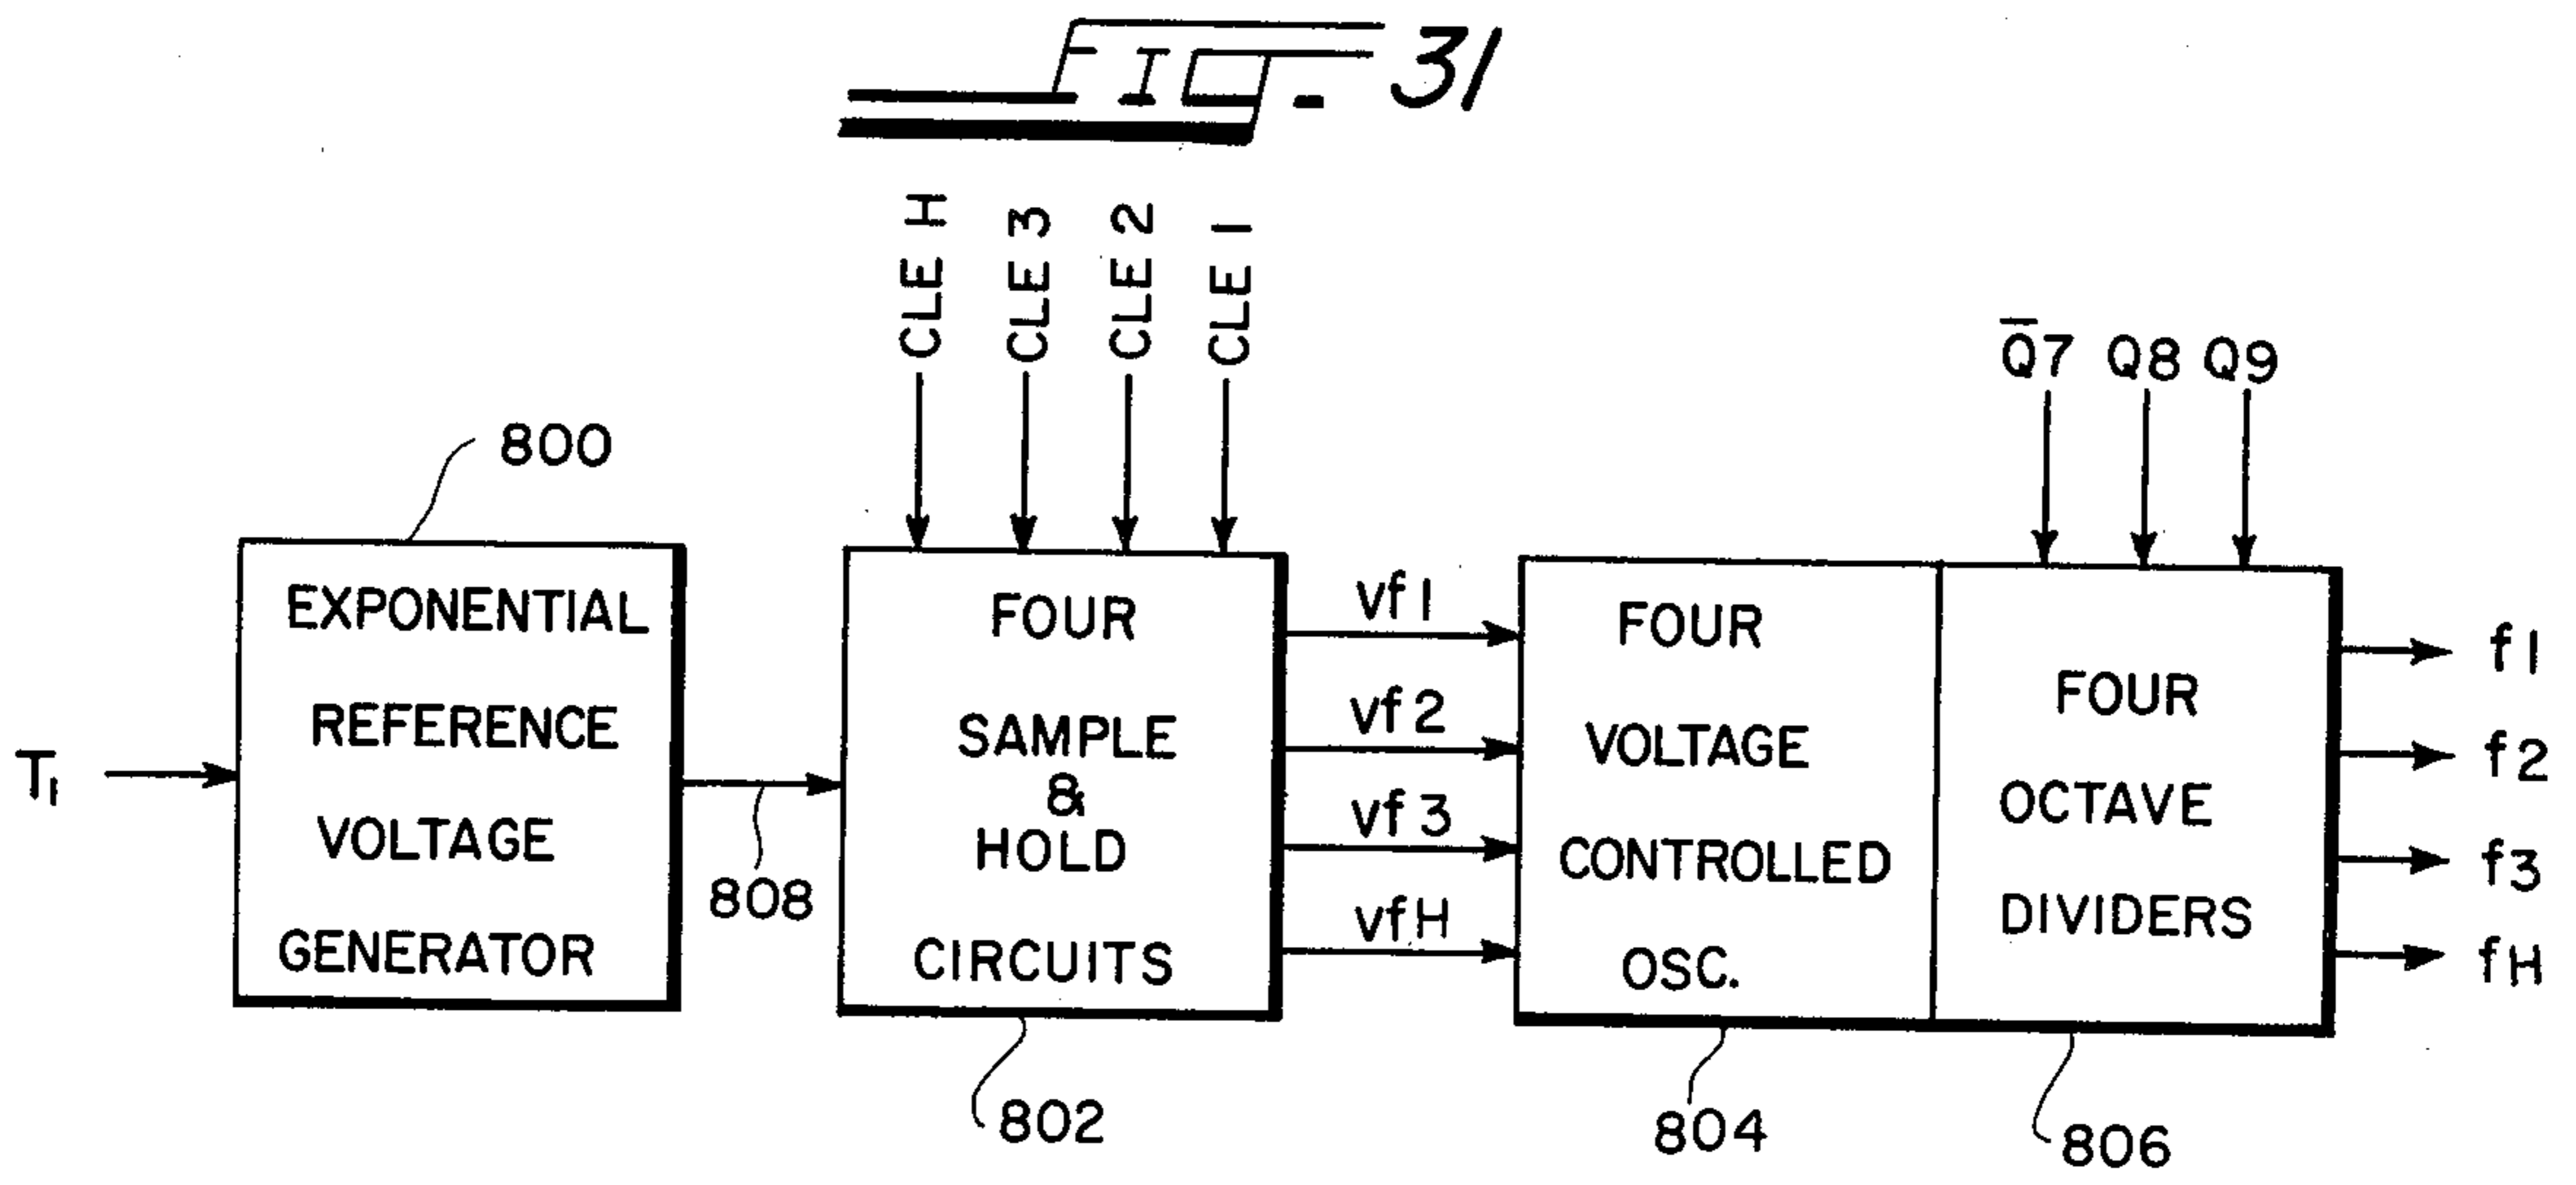 FIG-31
CLE H
CLE 3
CLE 2
CLE 1
Q̅7 Q8 Q9
800
EXPONENTIAL
REFERENCE
VOLTAGE
GENERATOR
T₁
808
FOUR
SAMPLE
&
HOLD
CIRCUITS
802
vf1
vf2
vf3
vfH
FOUR
VOLTAGE
CONTROLLED
OSC.
804
FOUR
OCTAVE
DIVIDERS
806
f1
f2
f3
fH